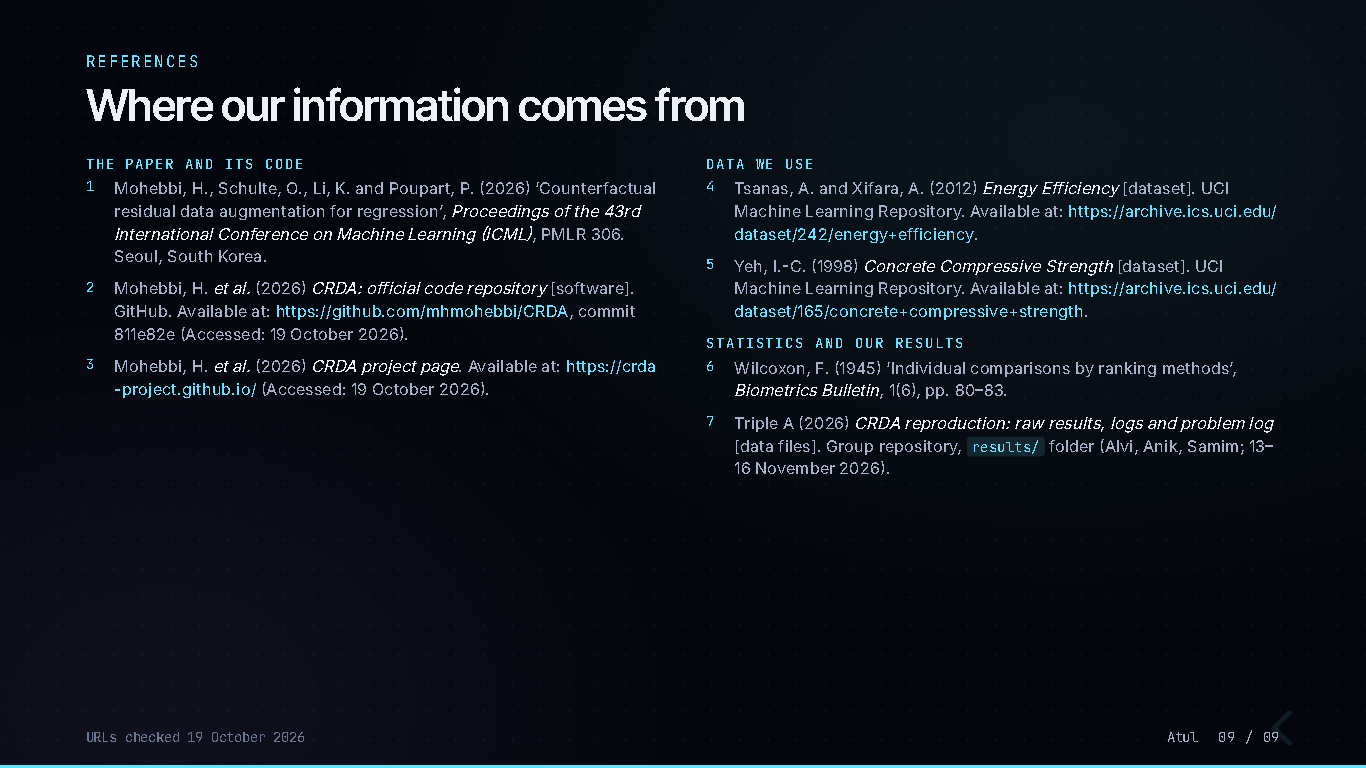 REFERENCES
Where our information comes from
THE PAPER AND ITS CODE
1 Mohebbi, H., Schulte, O., Li, K. and Poupart, P. (2026) ‘Counterfactual
residual data augmentation for regression’, Proceedings of the 43rd
International Conference on Machine Learning (ICML), PMLR 306.
Seoul, South Korea.
2 Mohebbi, H. et al. (2026) CRDA: official code repository [software].
GitHub. Available at: https://github.com/mhmohebbi/CRDA, commit
811e82e (Accessed: 19 October 2026).
3 Mohebbi, H. et al. (2026) CRDA project page. Available at: https://crda
-project.github.io/ (Accessed: 19 October 2026).
DATA WE USE
4 Tsanas, A. and Xifara, A. (2012) Energy Efficiency [dataset]. UCI
Machine Learning Repository. Available at: https://archive.ics.uci.edu/
dataset/242/energy+efficiency.
5 Yeh, I.-C. (1998) Concrete Compressive Strength [dataset]. UCI
Machine Learning Repository. Available at: https://archive.ics.uci.edu/
dataset/165/concrete+compressive+strength.
STATISTICS AND OUR RESULTS
6 Wilcoxon, F. (1945) ‘Individual comparisons by ranking methods’,
Biometrics Bulletin, 1(6), pp. 80–83.
7 Triple A (2026) CRDA reproduction: raw results, logs and problem log
[data files]. Group repository, results/ folder (Alvi, Anik, Samim; 13–
16 November 2026).
URLs checked 19 October 2026
Atul 09 / 09